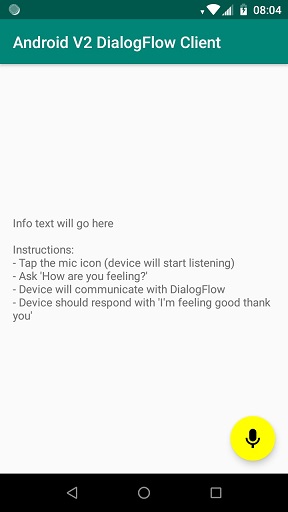 08:04
Android V2 DialogFlow Client
Info text will go here
Instructions:
- Tap the mic icon (device will start listening)
- Ask 'How are you feeling?'
- Device will communicate with DialogFlow
- Device should respond with 'I'm feeling good thank
you'